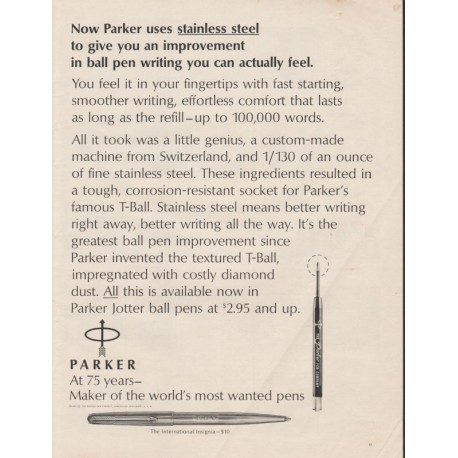 Now Parker uses stainless steel
to give you an improvement
in ball pen writing you can actually feel.
You feel it in your fingertips with fast starting,
smoother writing, effortless comfort that lasts
as long as the refill–up to 100,000 words.
All it took was a little genius, a custom-made
machine from Switzerland, and 1/130 of an ounce
of fine stainless steel. These ingredients resulted in
a tough, corrosion-resistant socket for Parker's
famous T-Ball. Stainless steel means better writing
right away, better writing all the way. It's the
greatest ball pen improvement since
Parker invented the textured T-Ball,
impregnated with costly diamond
dust. All this is available now in
Parker Jotter ball pens at $2.95 and up.
PARKER
At 75 years–
Maker of the world's most wanted pens
The International Insignia–$10